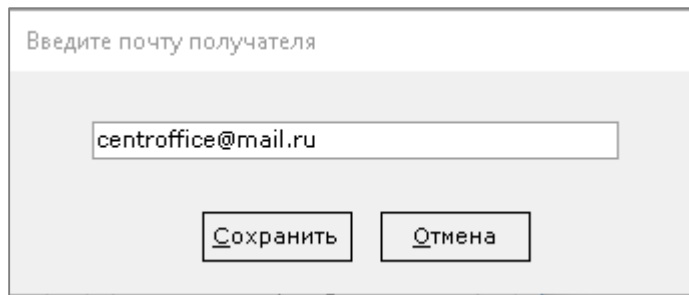 Введите почту получателя
centroffice@mail.ru
Сохранить Отмена